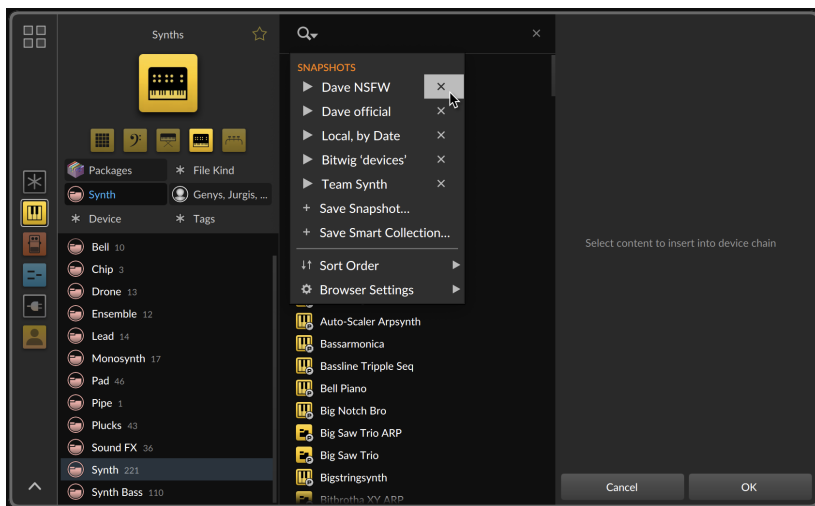 Synths
Packages
File Kind
Synth
Genys, Jurgis, ...
Device
Tags
Bell 10
Chip 3
Drone 13
Ensemble 12
Lead 14
Monosynth 17
Pad 46
Pipe 1
Plucks 43
Sound FX 36
Synth 221
Synth Bass 110
SNAPSHOTS
Dave NSFW
Dave official
Local, by Date
Bitwig ‘devices’
Team Synth
+ Save Snapshot...
+ Save Smart Collection...
Sort Order
Browser Settings
Auto-Scaler Arpsynth
Bassarmonica
Bassline Tripple Seq
Bell Piano
Big Notch Bro
Big Saw Trio ARP
Big Saw Trio
Bigstringsynth
Bithrotha XY ARP
Select content to insert into device chain
Cancel
OK